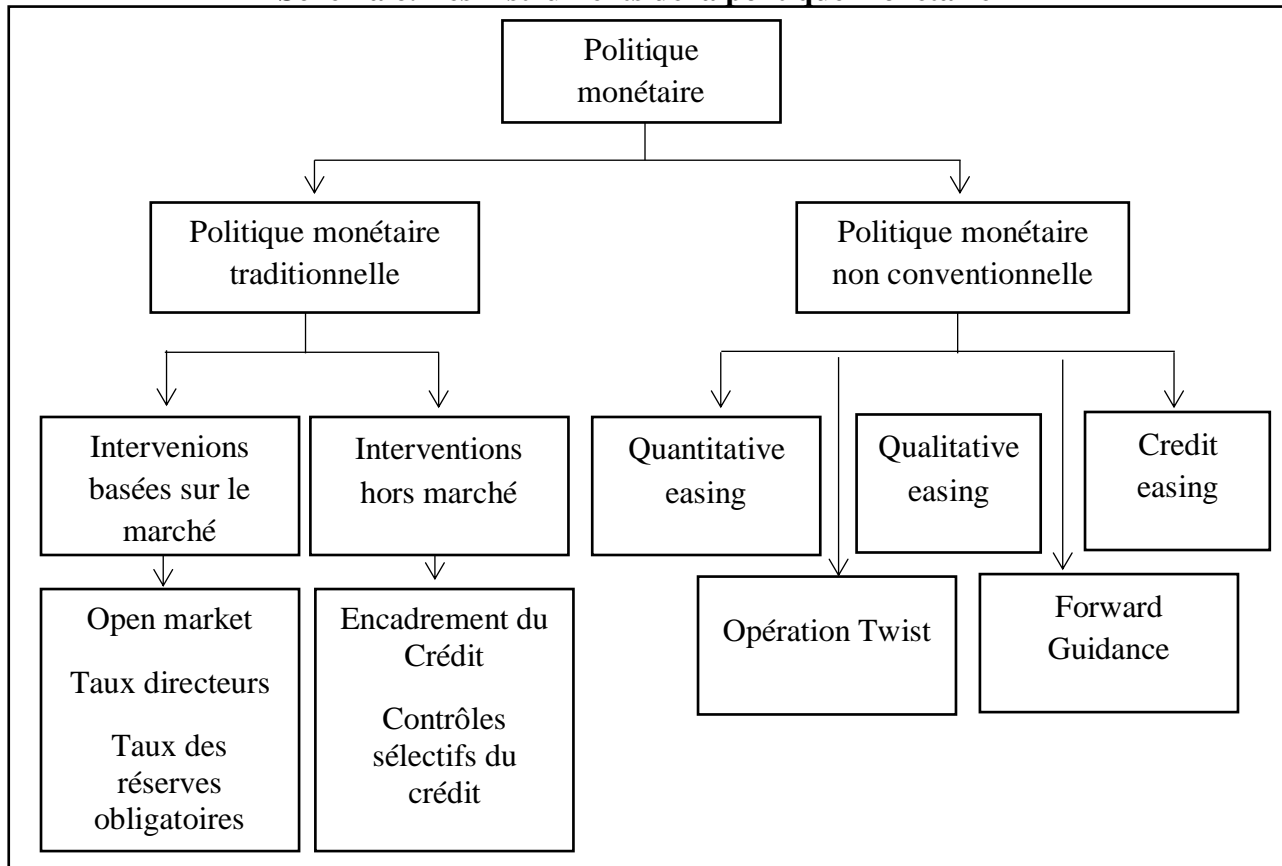 Politique
monétaire
Politique monétaire
traditionnelle
Politique monétaire
non conventionnelle
Intervenions
basées sur le
marché
Interventions
hors marché
Quantitative
easing
Qualitative
easing
Credit
easing
Open market
Taux directeurs
Taux des
réserves
obligatoires
Encadrement du
Crédit
Contrôles
sélectifs du
crédit
Opération Twist
Forward
Guidance